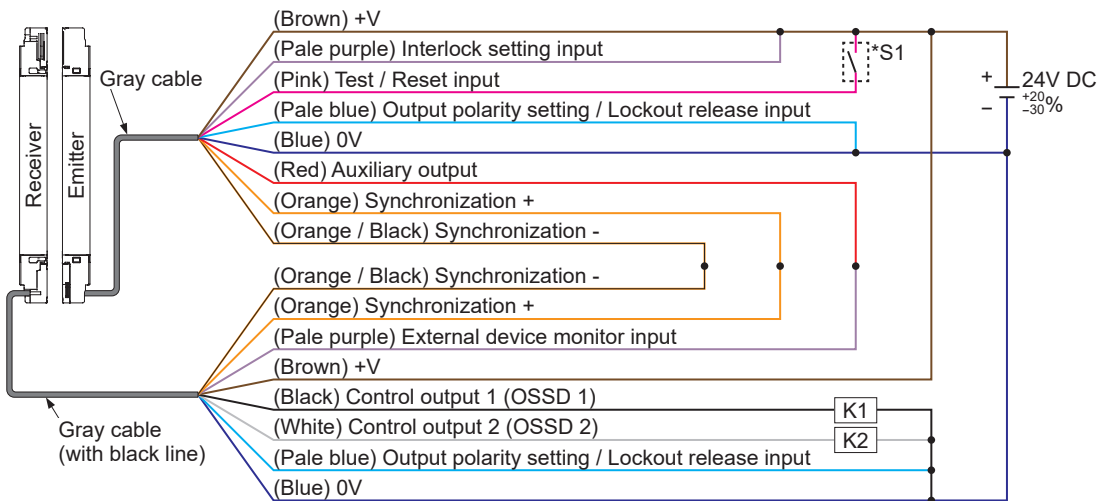 (Brown) +V
(Pale purple) Interlock setting input
*S1
Gray cable
(Pink) Test / Reset input
+
24V DC
+20
−30%
−
(Pale blue) Output polarity setting / Lockout release input
(Blue) 0V
Receiver
Emitter
(Red) Auxiliary output
(Orange) Synchronization +
(Orange / Black) Synchronization -
(Orange / Black) Synchronization -
(Orange) Synchronization +
(Pale purple) External device monitor input
(Brown) +V
(Black) Control output 1 (OSSD 1)
K1
Gray cable
(with black line)
(White) Control output 2 (OSSD 2)
K2
(Pale blue) Output polarity setting / Lockout release input
(Blue) 0V